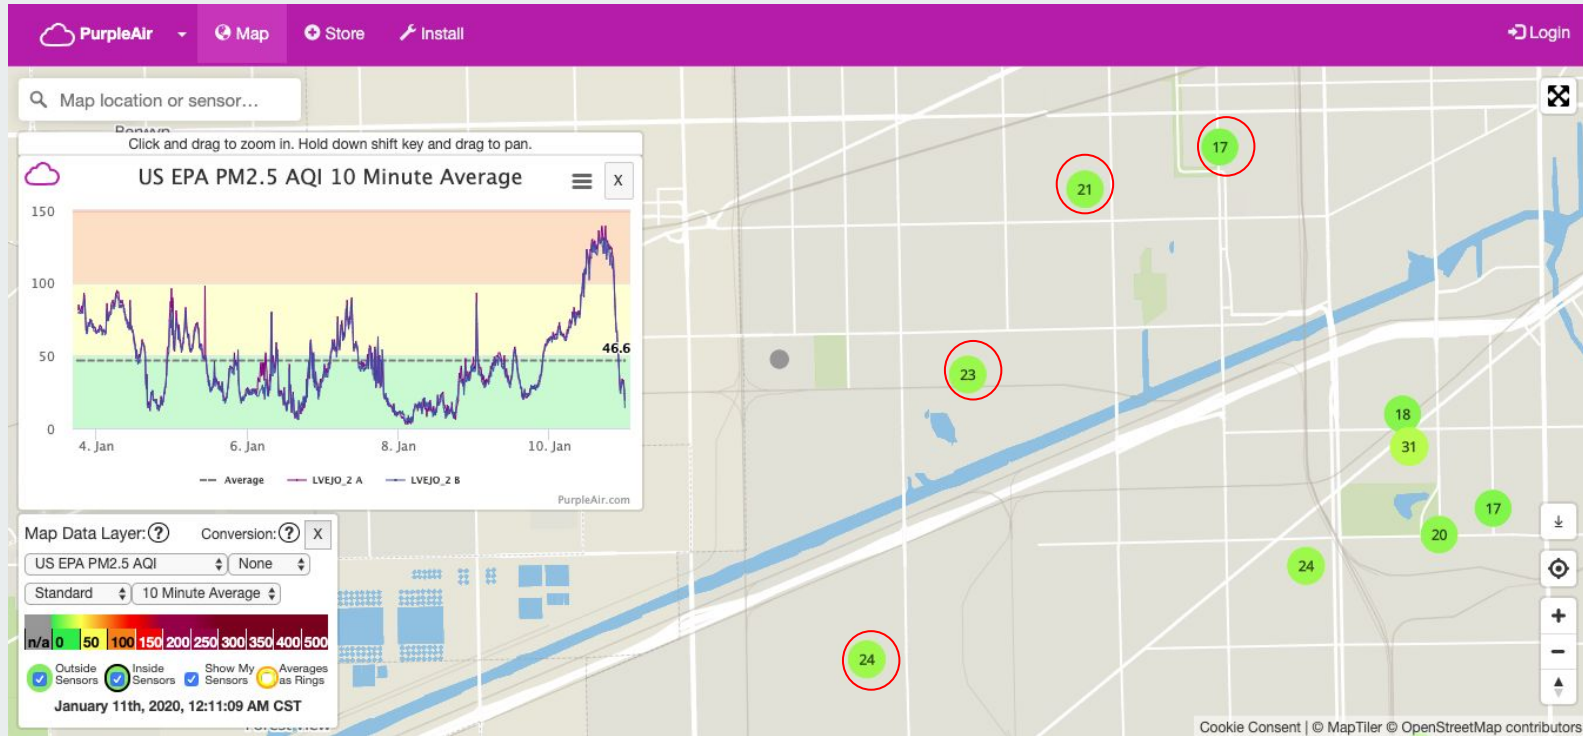 PurpleAir Map Store Install Login
Map location or sensor...
Berwyn
Click and drag to zoom in. Hold down shift key and drag to pan.
US EPA PM2.5 AQI 10 Minute Average X
150
100
50
0
46.6
4. Jan 6. Jan 8. Jan 10. Jan
Average LVEJO_2 A LVEJO_2 B
PurpleAir.com
Map Data Layer: ? Conversion: ? X
US EPA PM2.5 AQI None
Standard 10 Minute Average
n/a 0 50 100 150 200 250 300 350 400 500
Outside Sensors
Inside Sensors
Show My Sensors
Averages as Rings
January 11th, 2020, 12:11:09 AM CST
Forest View
17
21
23
18
31
17
20
24
24
Cookie Consent | © MapTiler © OpenStreetMap contributors